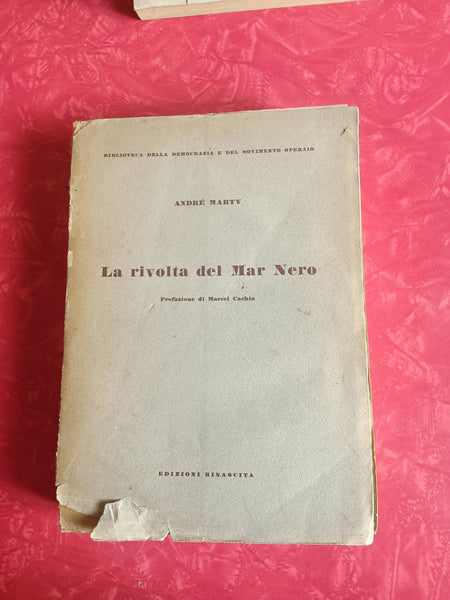 BIBLIOTECA DELLA DEMOCRAZIA E DEL MOVIMENTO OPERAIO
ANDRÉ MARTY
La rivolta del Mar Nero
Prefazione di Marcel Cachin
EDIZIONI RINASCITA